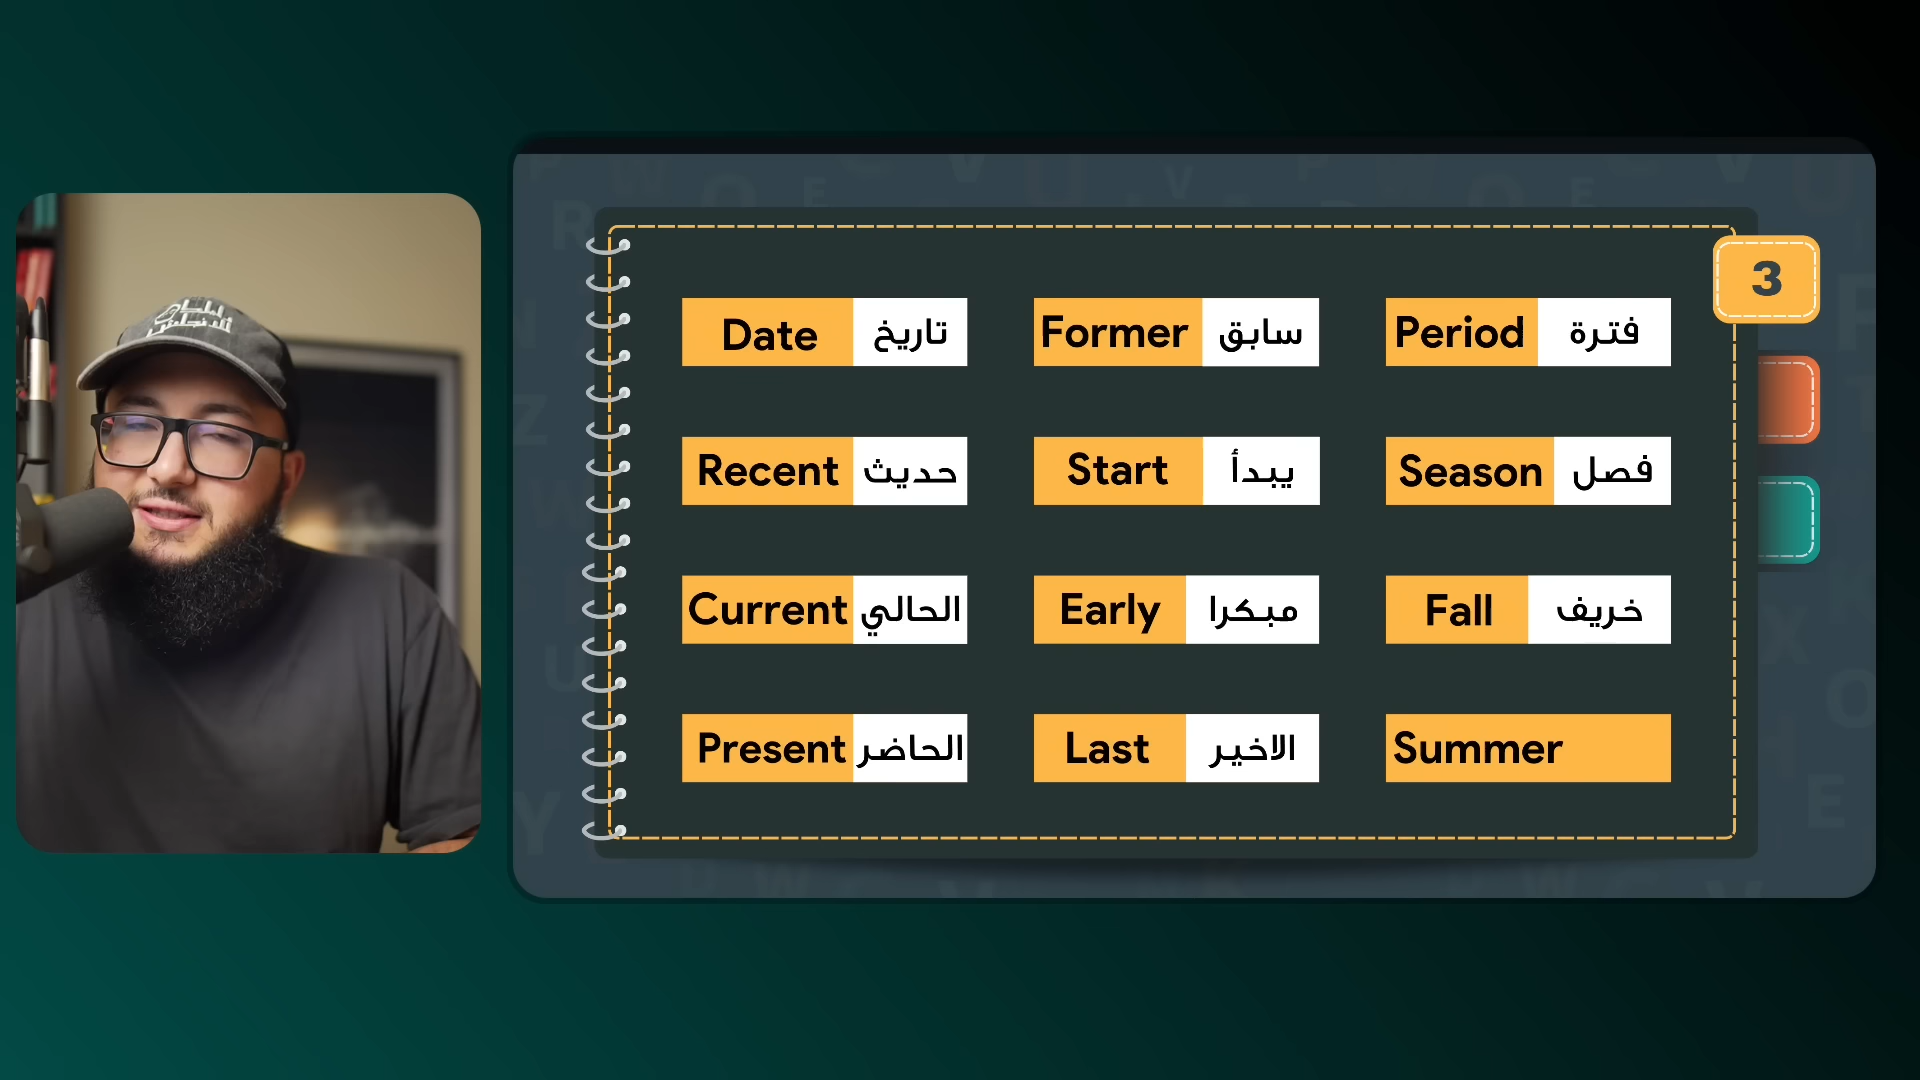 3
Date تاريخ
Former سابق
Period فترة
Recent حديث
Start يبدأ
Season فصل
Current الحالي
Early مبكرا
Fall خريف
Present الحاضر
Last الاخير
Summer